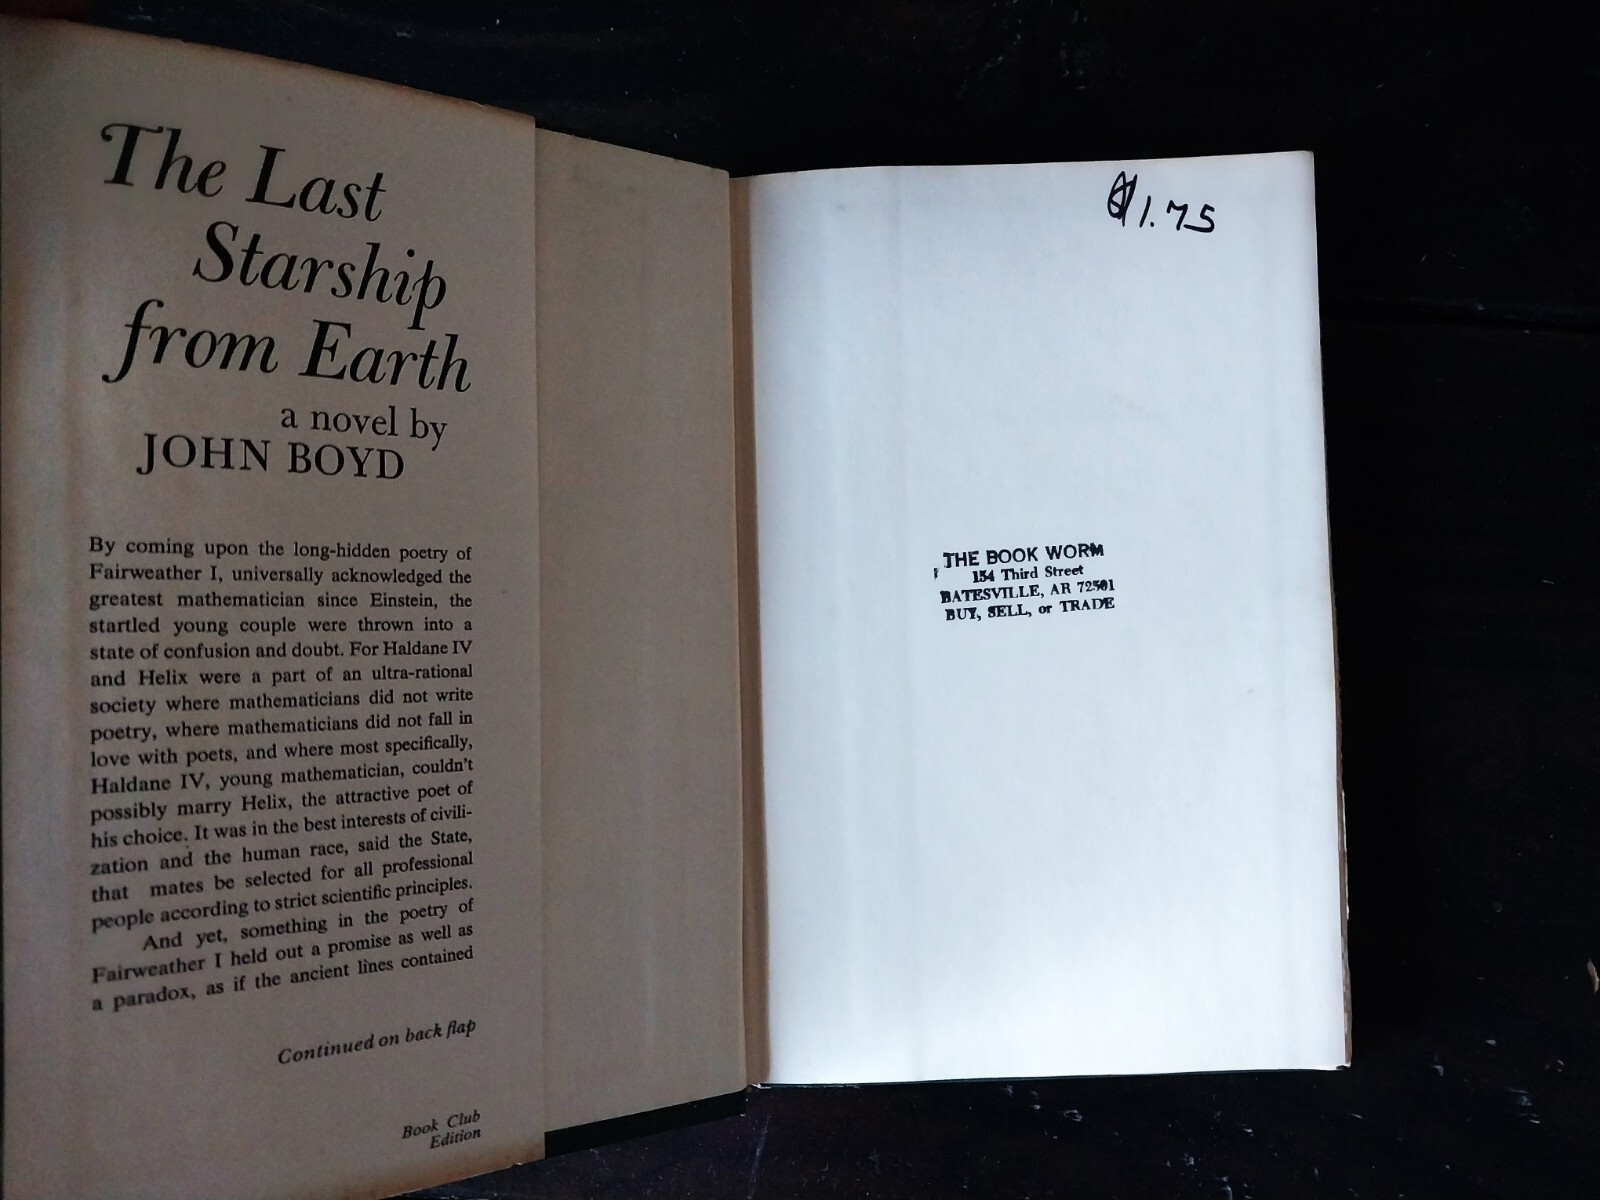 The Last
Starship
from Earth
a novel by
JOHN BOYD
By coming upon the long-hidden poetry of
Fairweather I, universally acknowledged the
greatest mathematician since Einstein, the
startled young couple were thrown into a
state of confusion and doubt. For Haldane IV
and Helix were a part of an ultra-rational
society where mathematicians did not write
poetry, where mathematicians did not fall in
love with poets, and where most specifically,
Haldane IV, young mathematician, couldn't
possibly marry Helix, the attractive poet of
his choice. It was in the best interests of civili-
zation and the human race, said the State,
that mates be selected for all professional
people according to strict scientific principles.
And yet, something in the poetry of
Fairweather I held out a promise as well as
a paradox, as if the ancient lines contained
Continued on back flap
Book Club
Edition
$1.75
THE BOOK WORM
154 Third Street
BATESVILLE, AR 72501
BUY, SELL, or TRADE